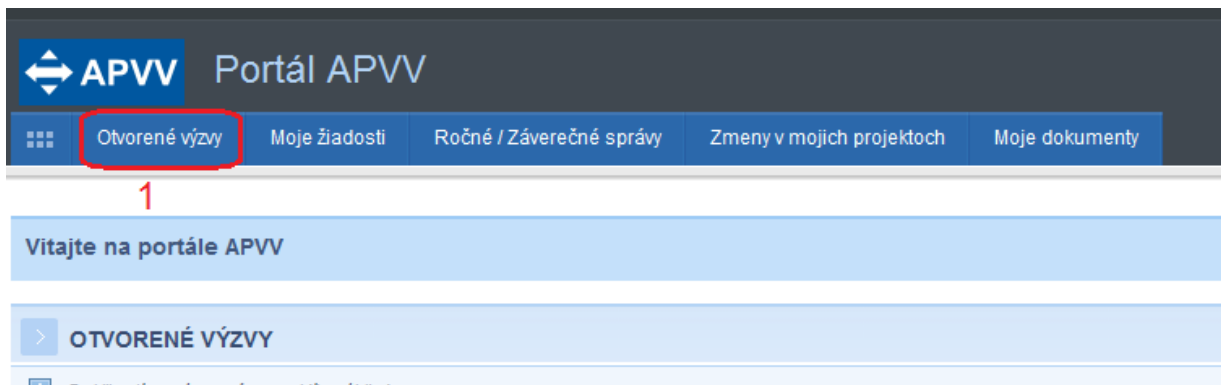 APVV Portál APVV
Otvorené výzvy Moje žiadosti Ročné / Záverečné správy Zmeny v mojich projektoch Moje dokumenty
1
Vitajte na portále APVV
OTVORENÉ VÝZVY